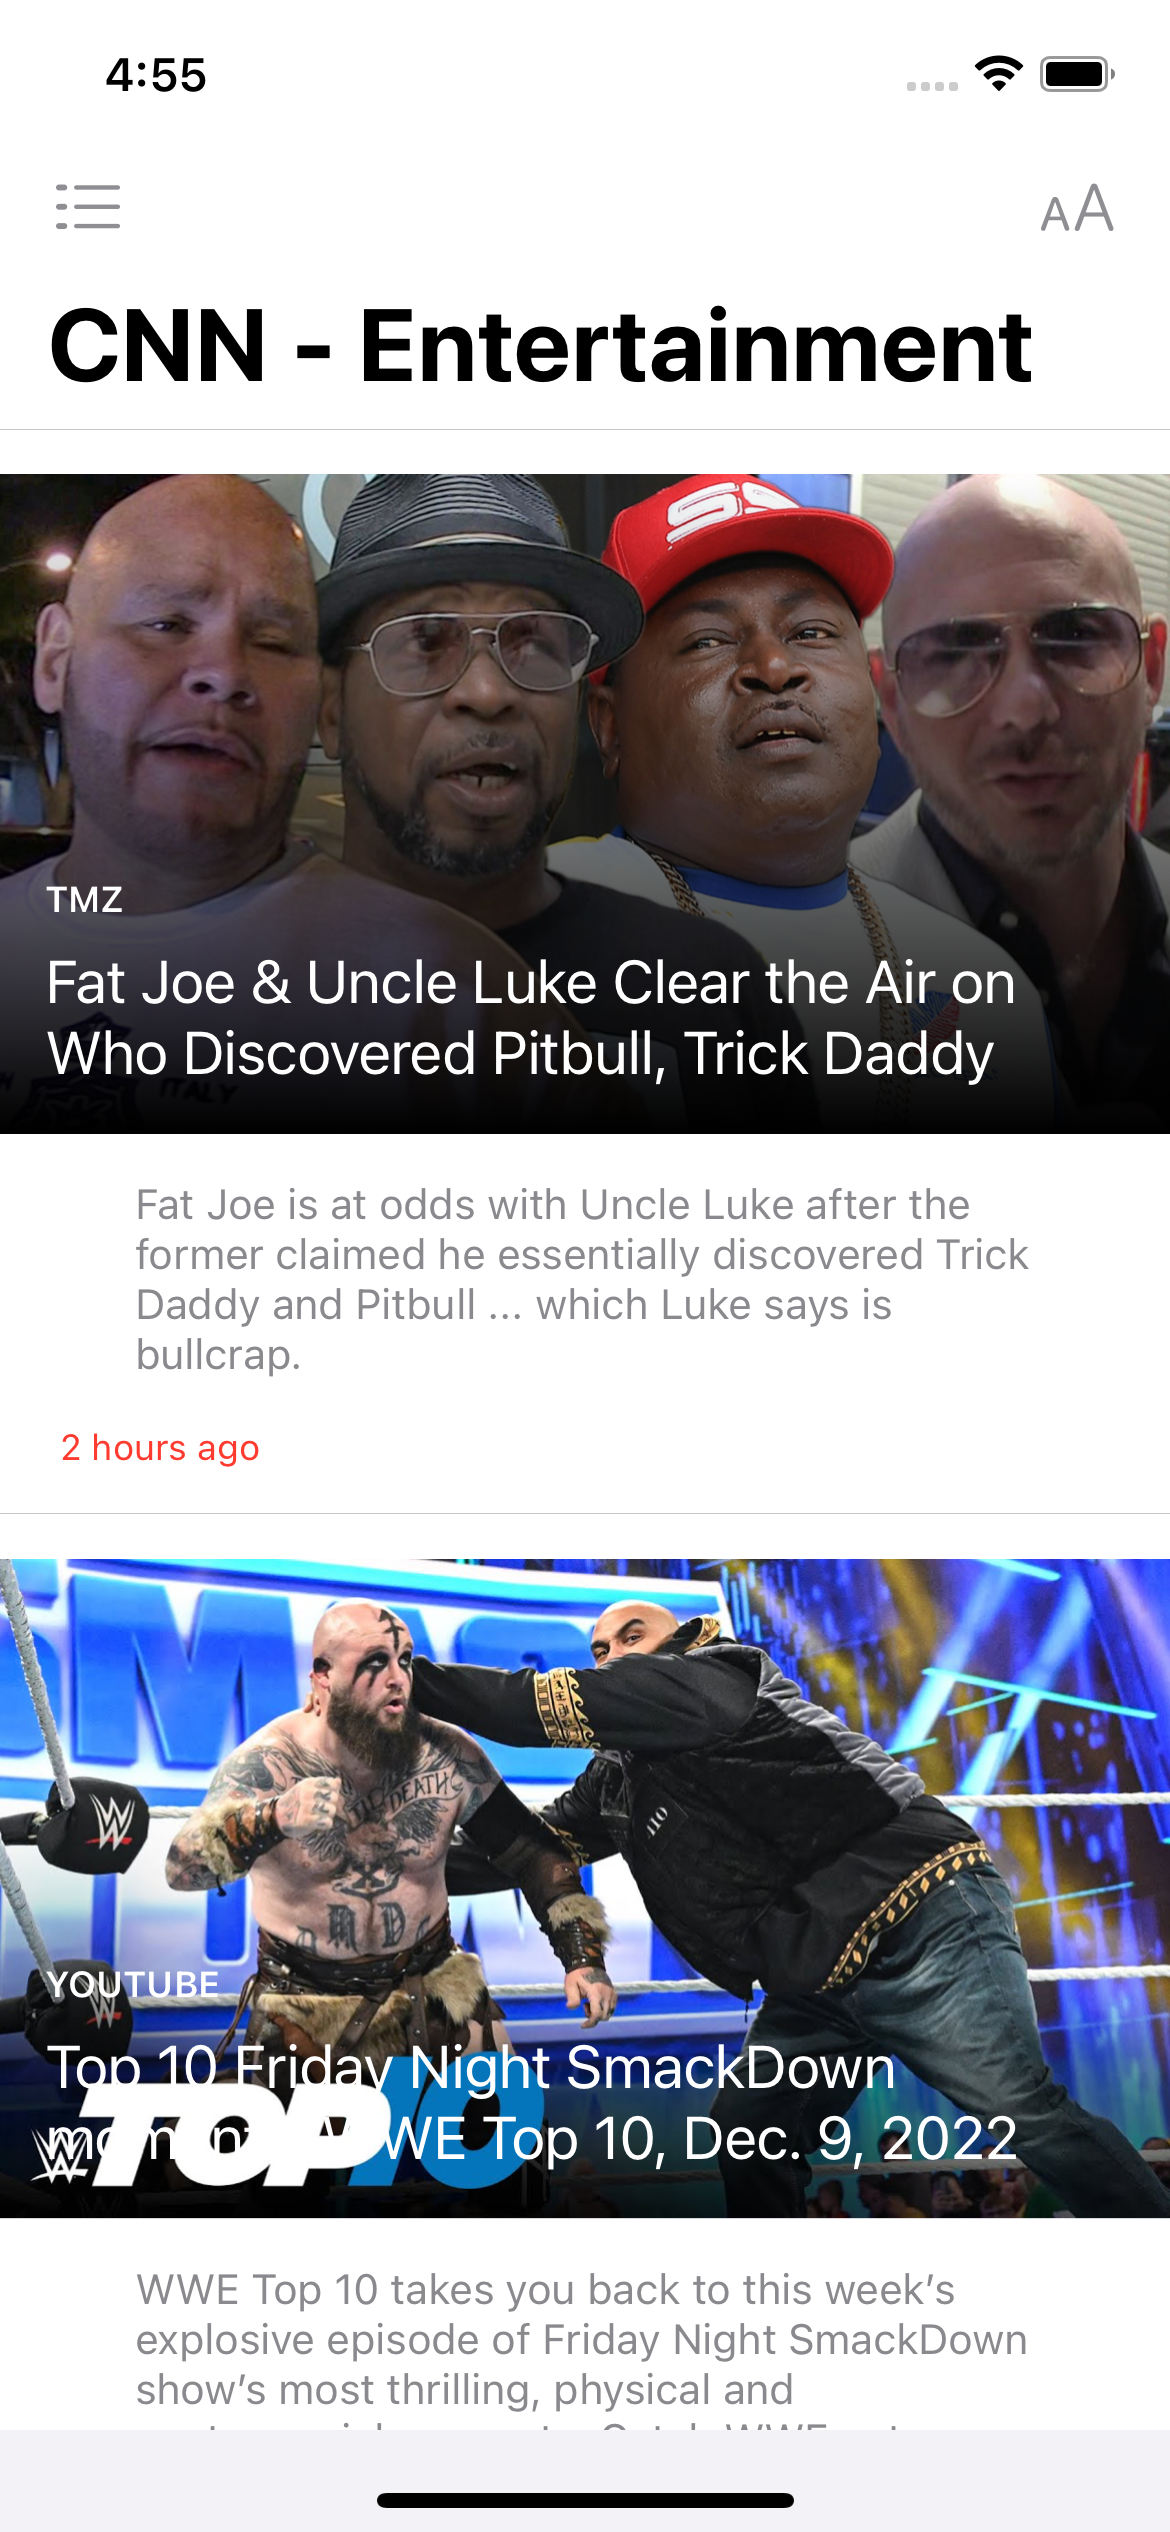 4:55
AA
CNN - Entertainment
TMZ
Fat Joe & Uncle Luke Clear the Air on
Who Discovered Pitbull, Trick Daddy
ITALY
Fat Joe is at odds with Uncle Luke after the
former claimed he essentially discovered Trick
Daddy and Pitbull ... which Luke says is
bullcrap.
2 hours ago
DEATH
YOUTUBE
Top 10 Friday Night SmackDown
WWE Top 10, Dec. 9, 2022
TOP 10
WWE Top 10 takes you back to this week’s
explosive episode of Friday Night SmackDown
show’s most thrilling, physical and